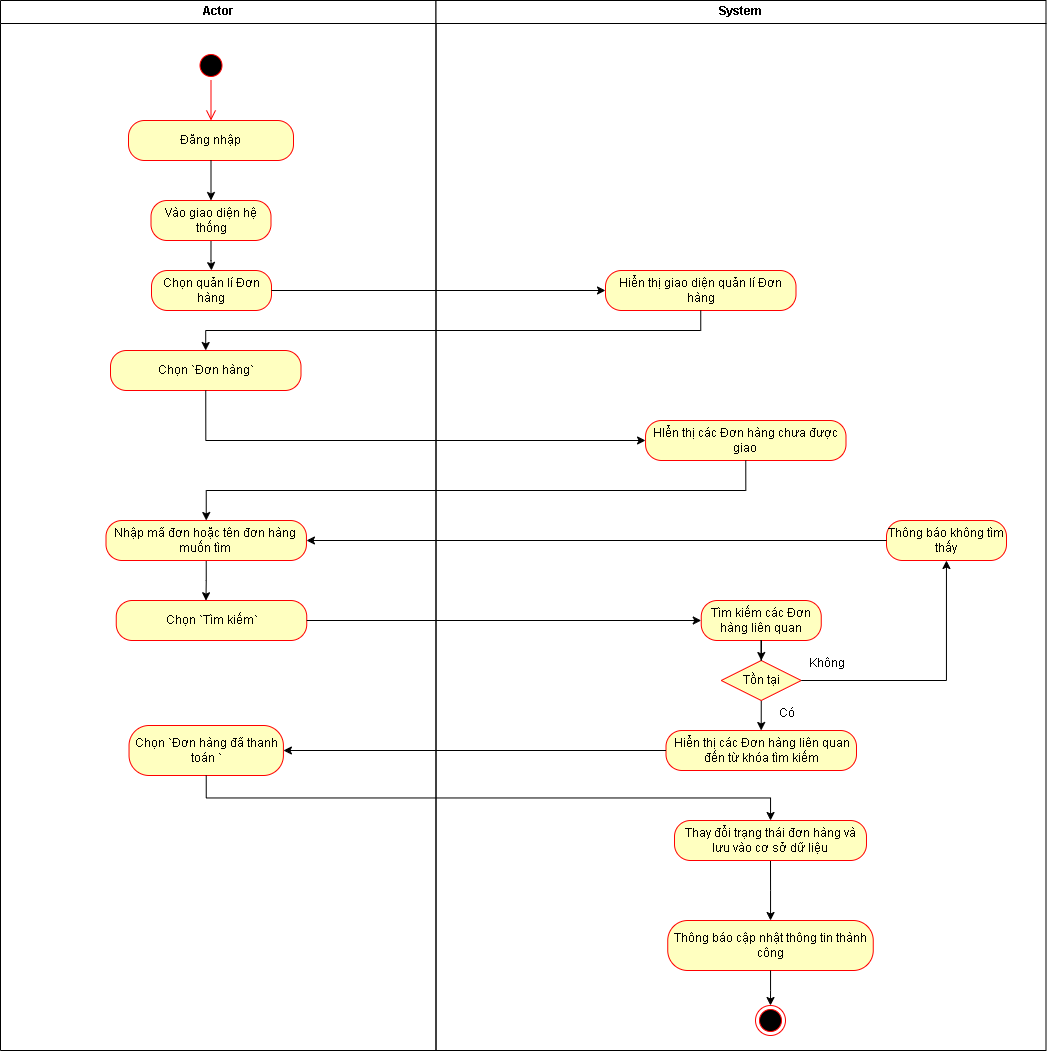 Actor
System
Đăng nhập
Vào giao diện hệ
thống
Chọn quản lí Đơn
hàng
Hiển thị giao diện quản lí Đơn
hàng
Chọn `Đơn hàng`
HIển thị các Đơn hàng chưa được
giao
Nhập mã đơn hoặc tên đơn hàng
muốn tìm
Thông báo không tìm
thấy
Chọn `Tìm kiếm`
Tìm kiếm các Đơn
hàng liên quan
Không
Tồn tại
Có
Chọn `Đơn hàng đã thanh
toán `
Hiển thị các Đơn hàng liên quan
đến từ khóa tìm kiếm
Thay đổi trạng thái đơn hàng và
lưu vào cơ sở dữ liệu
Thông báo cập nhật thông tin thành
công